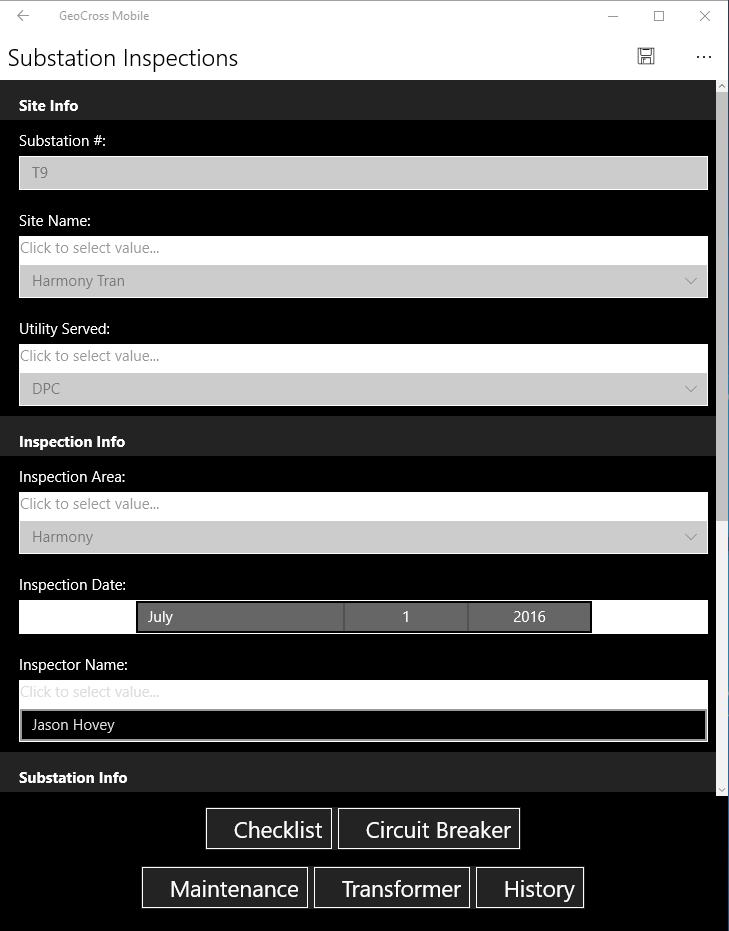 GeoCross Mobile
Substation Inspections
Site Info
Substation #:
T9
Site Name:
Click to select value...
Harmony Tran
Utility Served:
Click to select value...
DPC
Inspection Info
Inspection Area:
Click to select value...
Harmony
Inspection Date:
July 1 2016
Inspector Name:
Click to select value...
Jason Hovey
Substation Info
Checklist Circuit Breaker
Maintenance Transformer History